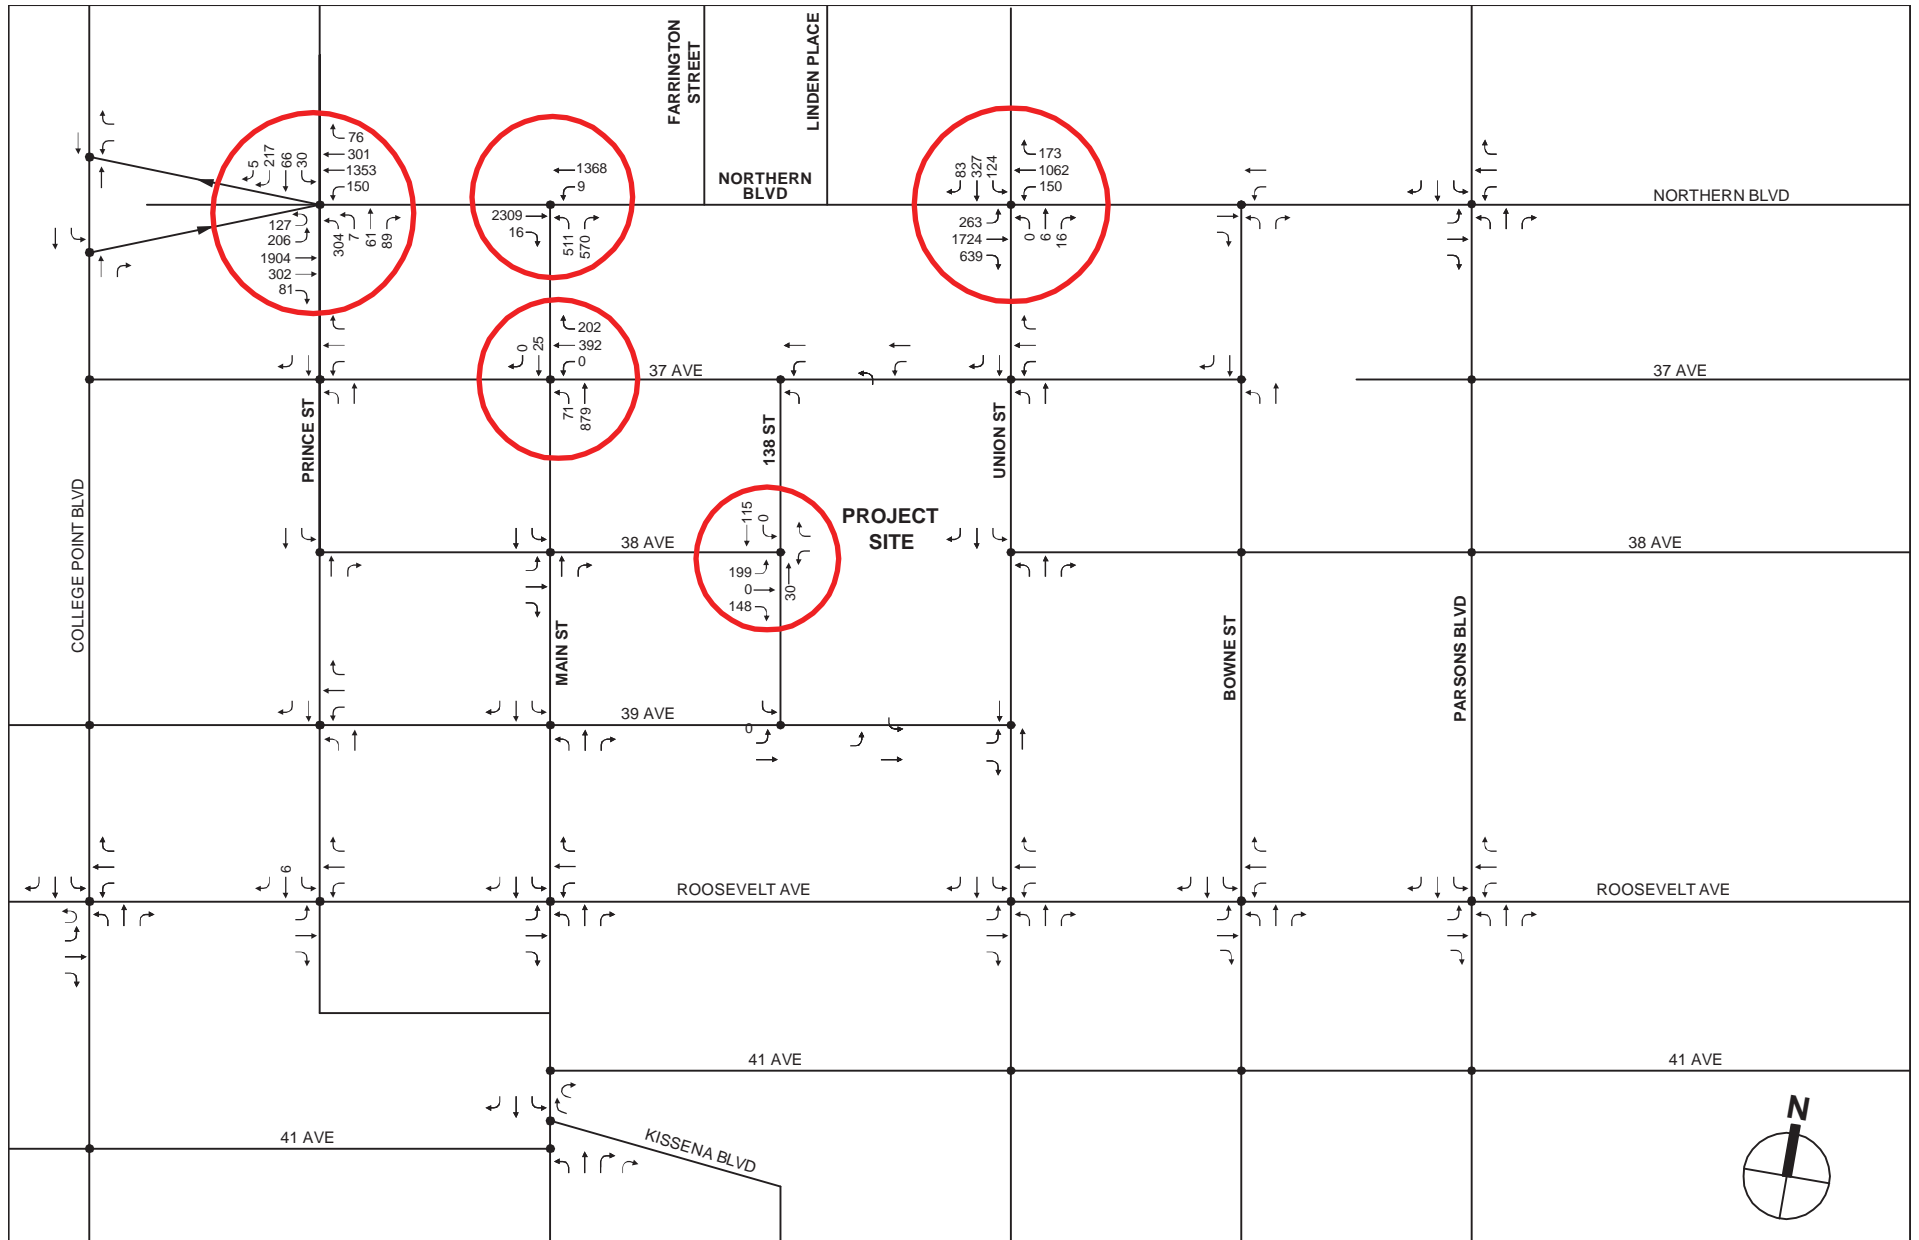 FARRINGTON
STREET
LINDEN PLACE
5
217
66
30
76
301
1353
150
127
206
1904
302
81
304
7
61
89
1368
9
2309
16
511
570
NORTHERN
BLVD
83
327
124
173
1062
150
263
1724
639
0
6
16
NORTHERN BLVD
0
25
202
392
0
71
879
37 AVE
37 AVE
PRINCE ST
138 ST
UNION ST
COLLEGE POINT BLVD
115
0
199
0
148
30
PROJECT
SITE
38 AVE
38 AVE
MAIN ST
BOWNE ST
PARSONS BLVD
39 AVE
0
6
ROOSEVELT AVE
ROOSEVELT AVE
41 AVE
41 AVE
41 AVE
KISSENA BLVD
N